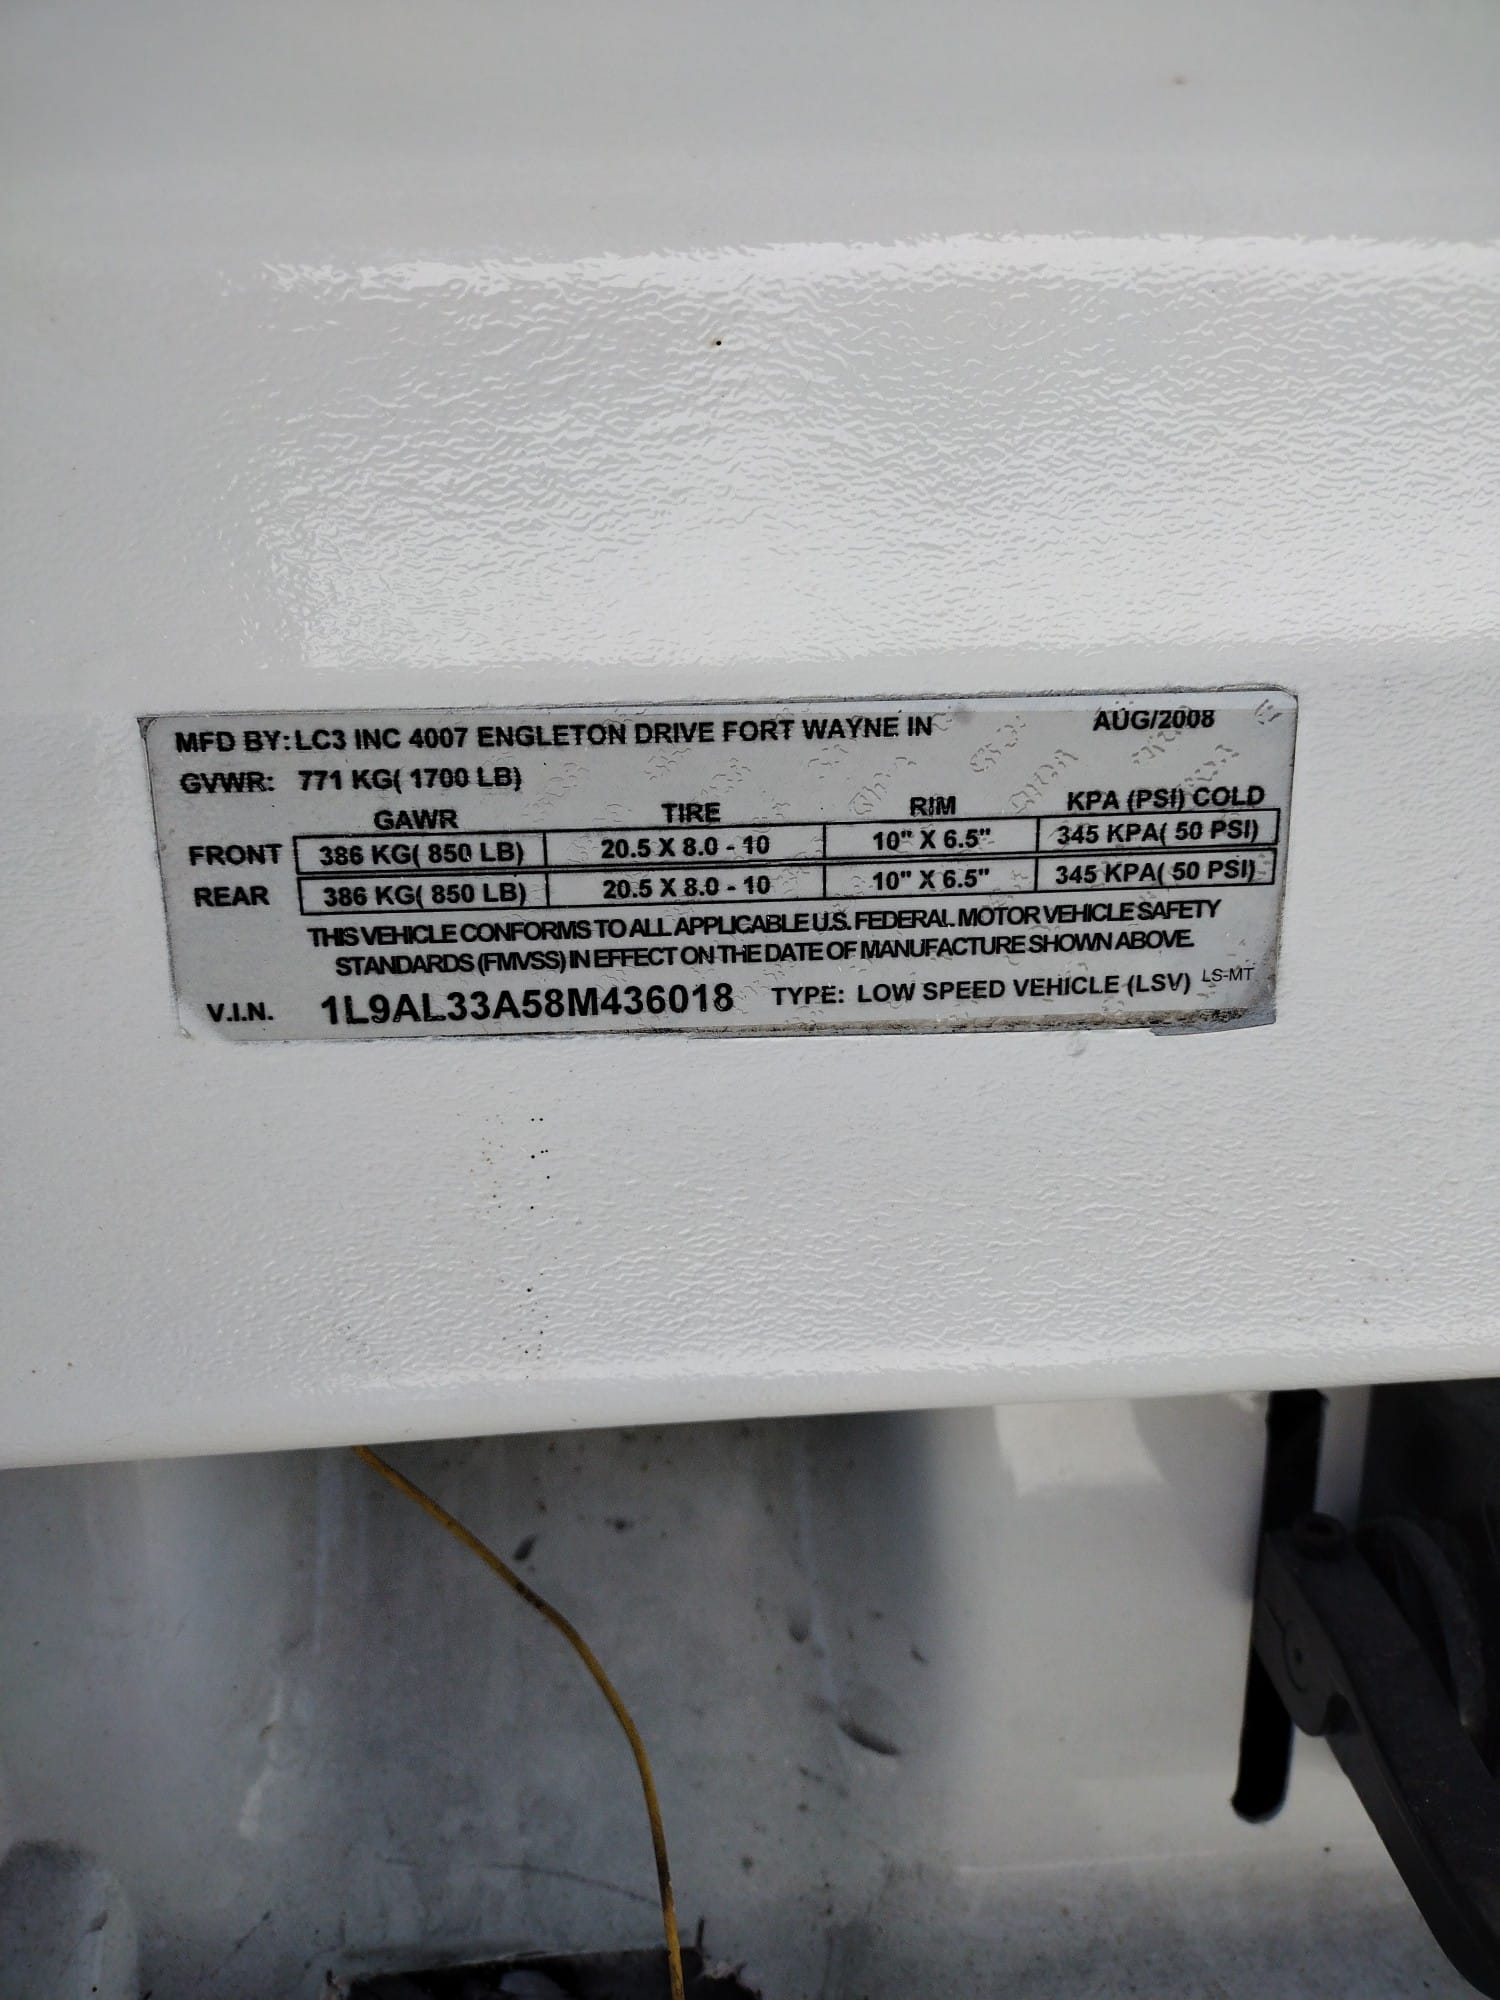 MFD BY: LC3 INC 4007 ENGLETON DRIVE FORT WAYNE IN AUG/2008
GVWR: 771 KG( 1700 LB)
GAWR TIRE RIM KPA (PSI) COLD
FRONT 386 KG( 850 LB) 20.5 X 8.0 - 10 10" X 6.5" 345 KPA( 50 PSI)
REAR 386 KG( 850 LB) 20.5 X 8.0 - 10 10" X 6.5" 345 KPA( 50 PSI)
THIS VEHICLE CONFORMS TO ALL APPLICABLE U.S. FEDERAL MOTOR VEHICLE SAFETY
STANDARDS (FMVSS) IN EFFECT ON THE DATE OF MANUFACTURE SHOWN ABOVE.
V.I.N. 1L9AL33A58M436018 TYPE: LOW SPEED VEHICLE (LSV) LS-MT